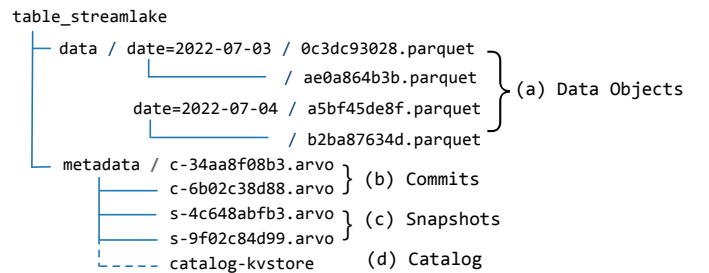 table_streamlake
data / date=2022-07-03 / 0c3dc93028.parquet
/ ae0a864b3b.parquet
(a) Data Objects
date=2022-07-04 / a5bf45de8f.parquet
/ b2ba87634d.parquet
metadata / c-34aa8f08b3.arvo
c-6b02c38d88.arvo
(b) Commits
s-4c648abfb3.arvo
s-9f02c84d99.arvo
(c) Snapshots
catalog-kvstore
(d) Catalog